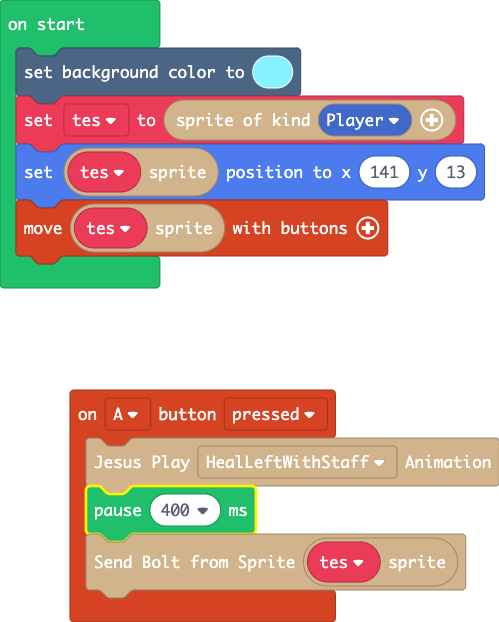 on start
set background color to
set tes to sprite of kind Player
set tes sprite position to x 141 y 13
move tes sprite with buttons
on A button pressed
Jesus Play HealLeftWithStaff Animation
pause 400 ms
Send Bolt from Sprite tes sprite